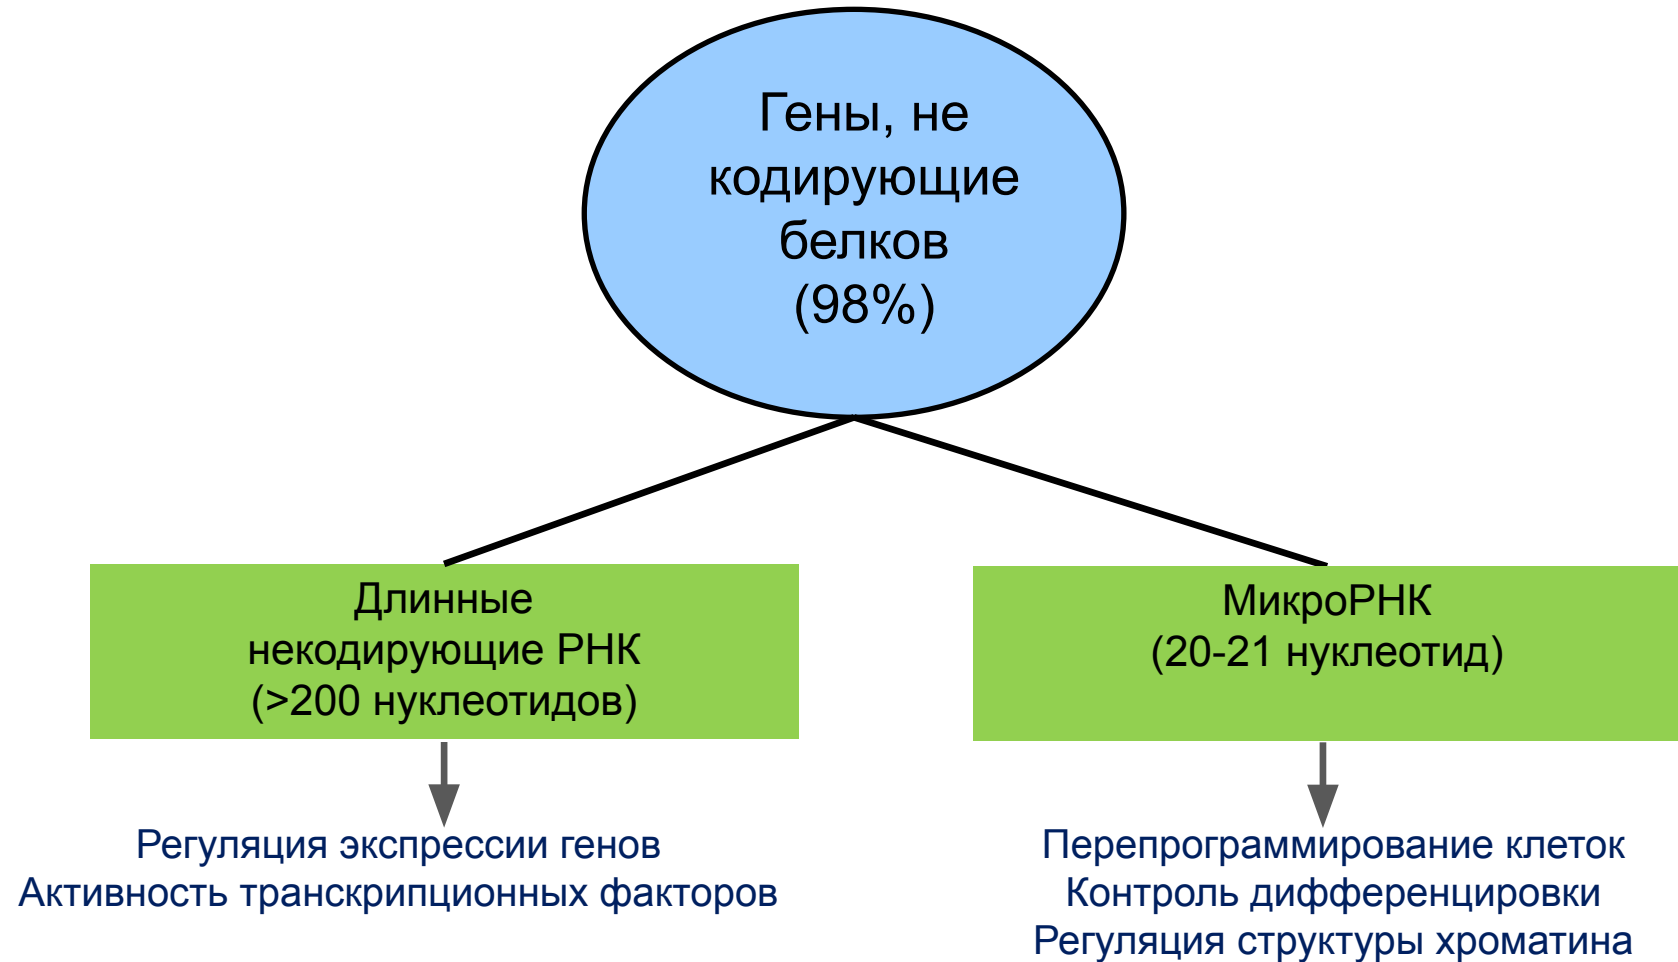 Гены, не
кодирующие
белков
(98%)
Длинные
некодирующие РНК
(>200 нуклеотидов)
МикроРНК
(20-21 нуклеотид)
Регуляция экспрессии генов
Активность транскрипционных факторов
Перепрограммирование клеток
Контроль дифференцировки
Регуляция структуры хроматина